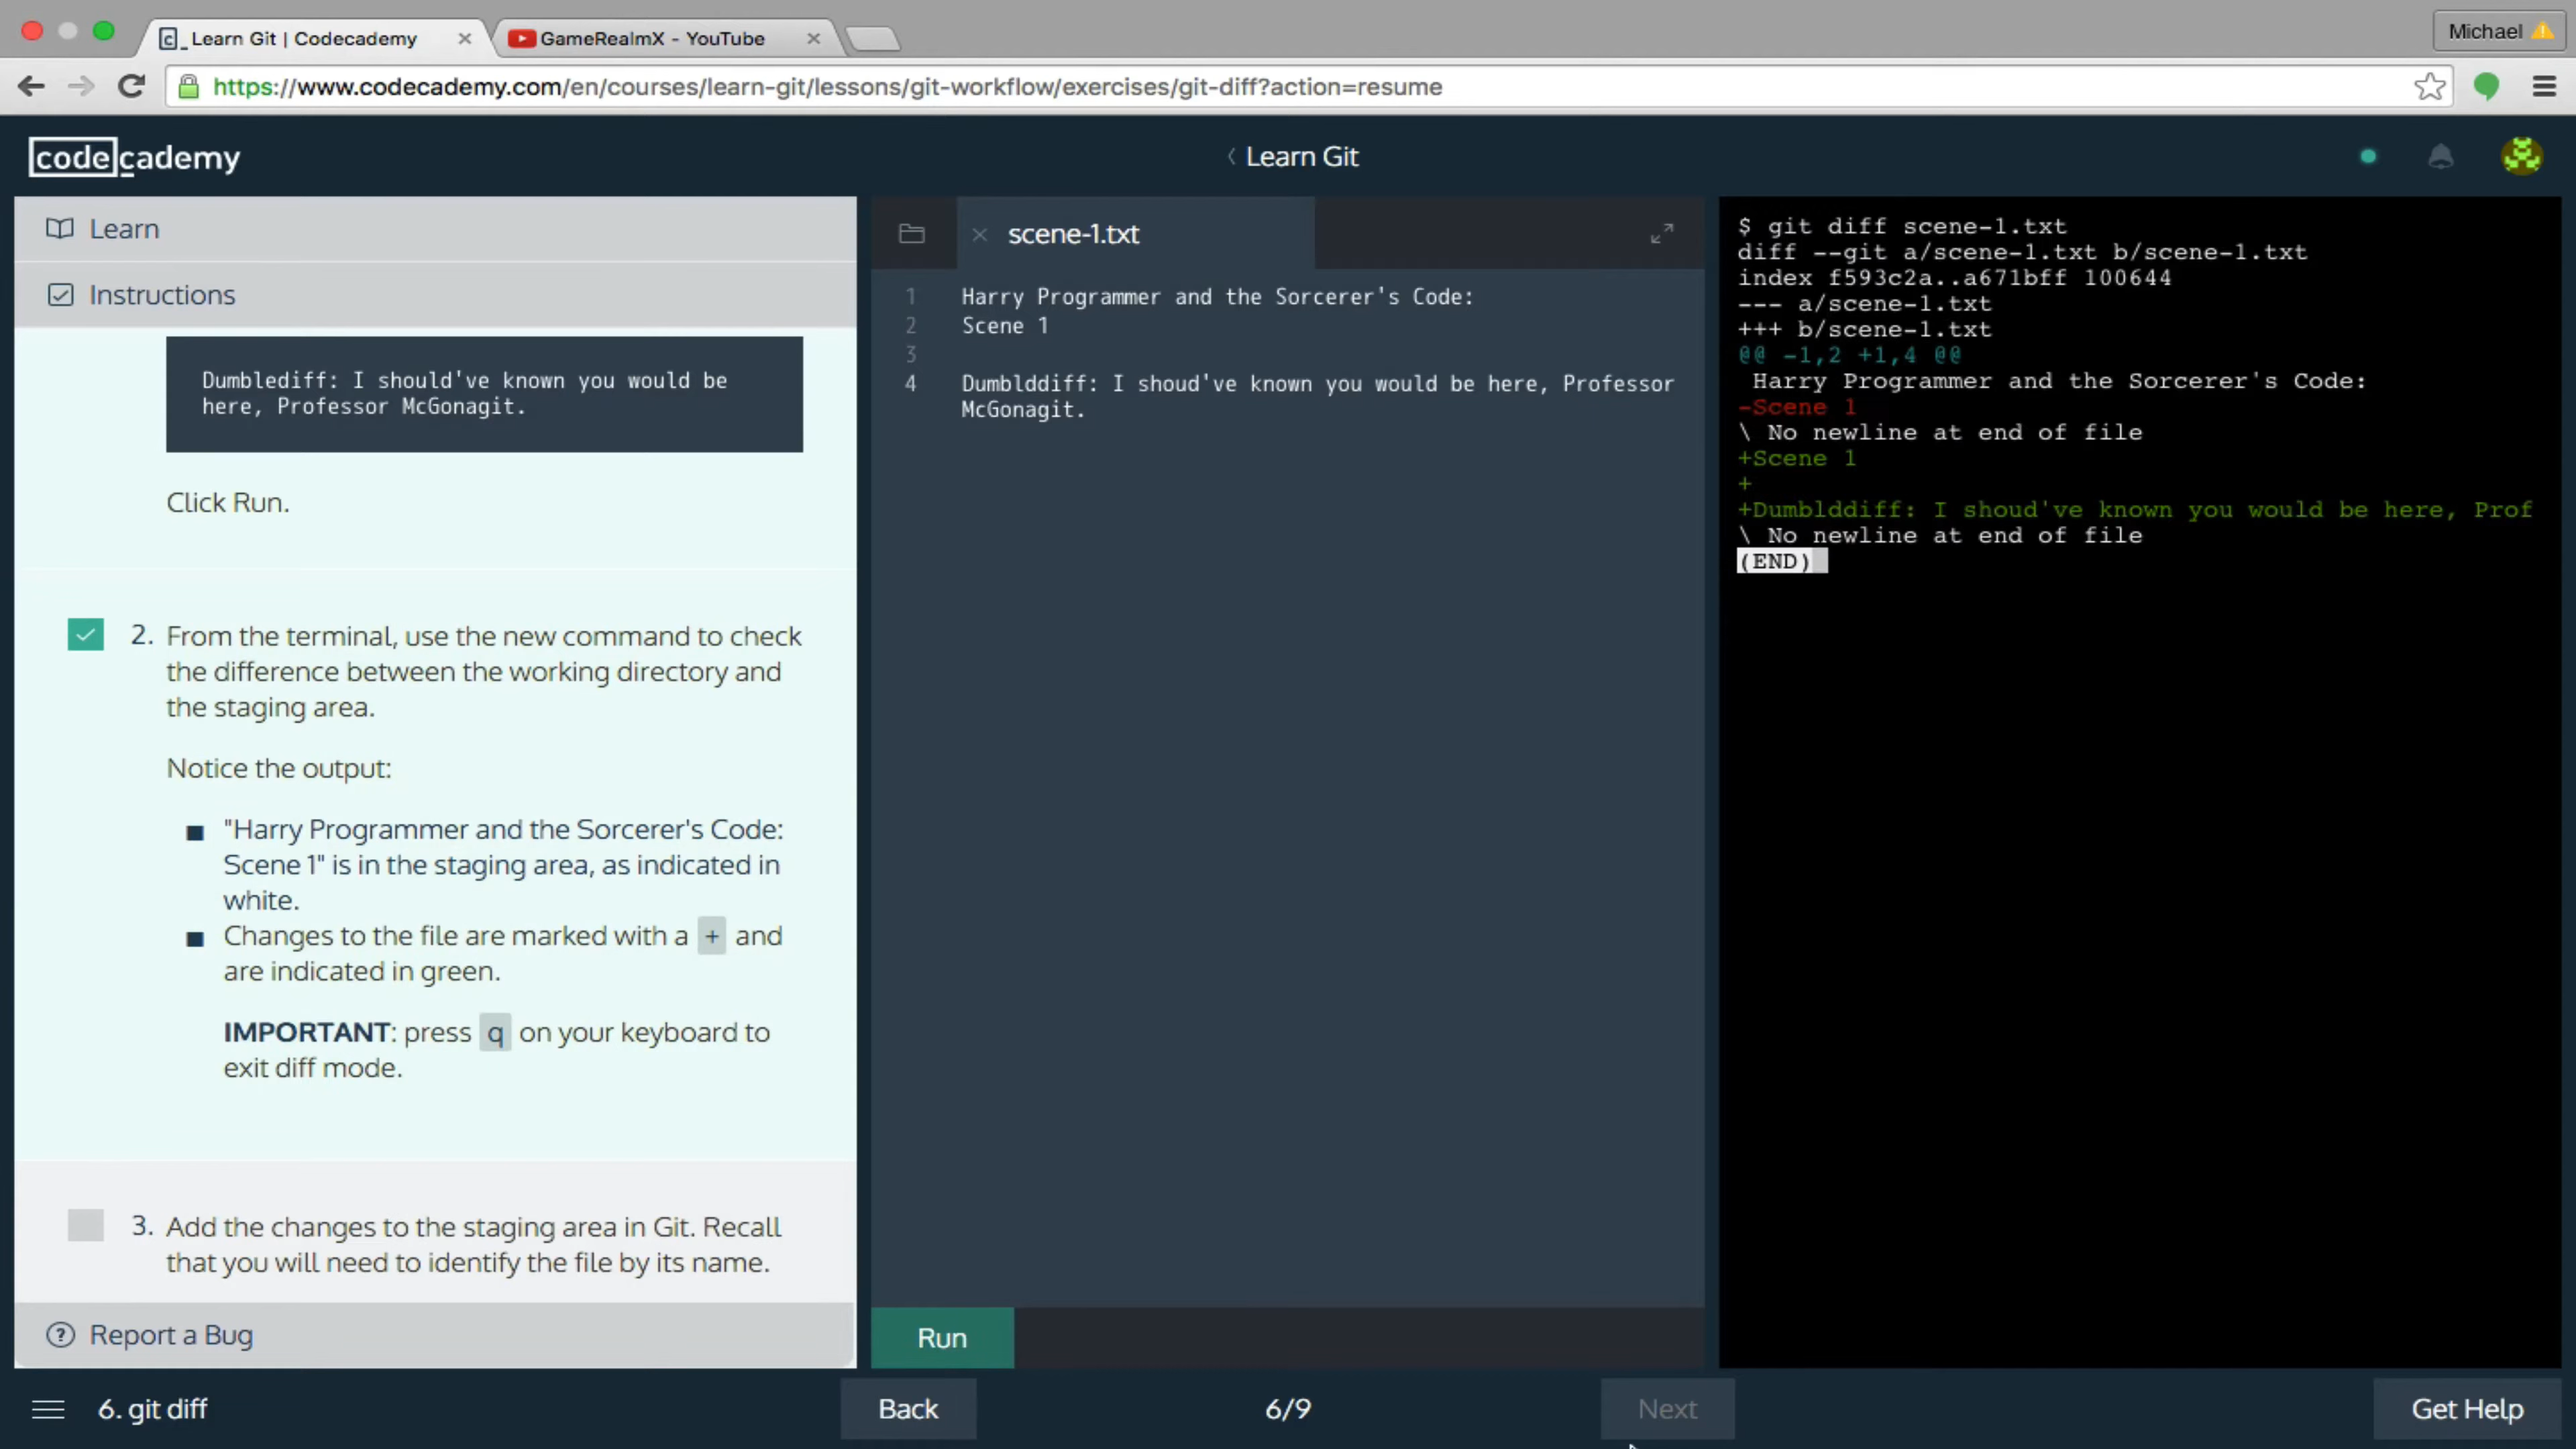 Learn Git | Codecademy
GameRealmX - YouTube
Michael
https://www.codecademy.com/en/courses/learn-git/lessons/git-workflow/exercises/git-diff?action=resume
codecademy
Learn Git
Learn
Instructions
Dumblediff: I should've known you would be
here, Professor McGonagit.
Click Run.
2. From the terminal, use the new command to check
the difference between the working directory and
the staging area.
Notice the output:
"Harry Programmer and the Sorcerer's Code:
Scene 1" is in the staging area, as indicated in
white.
Changes to the file are marked with a + and
are indicated in green.
IMPORTANT: press q on your keyboard to
exit diff mode.
3. Add the changes to the staging area in Git. Recall
that you will need to identify the file by its name.
Report a Bug
scene-1.txt
1 Harry Programmer and the Sorcerer's Code:
2 Scene 1
3
4 Dumblddiff: I shoud've known you would be here, Professor
McGonagit.
Run
$ git diff scene-1.txt
diff --git a/scene-1.txt b/scene-1.txt
index f593c2a..a671bff 100644
--- a/scene-1.txt
+++ b/scene-1.txt
@@ -1,2 +1,4 @@
Harry Programmer and the Sorcerer's Code:
-Scene 1
\ No newline at end of file
+Scene 1
+
+Dumblddiff: I shoud've known you would be here, Prof
\ No newline at end of file
(END)
6. git diff
Back
6/9
Next
Get Help